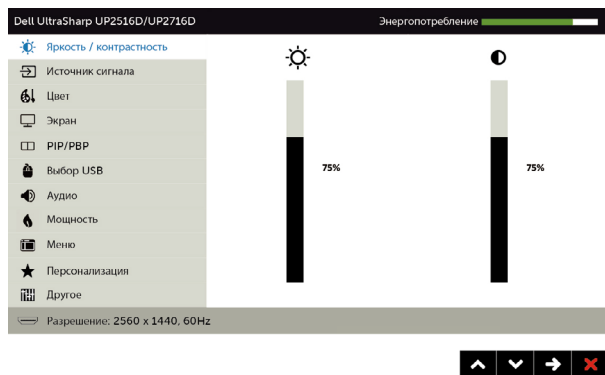 Dell UltraSharp UP2516D/UP2716D
Энергопотребление
Яркость / контрастность
Источник сигнала
Цвет
Экран
PIP/PBP
Выбор USB
Аудио
Мощность
Меню
Персонализация
Другое
75%
75%
Разрешение: 2560 x 1440, 60Hz